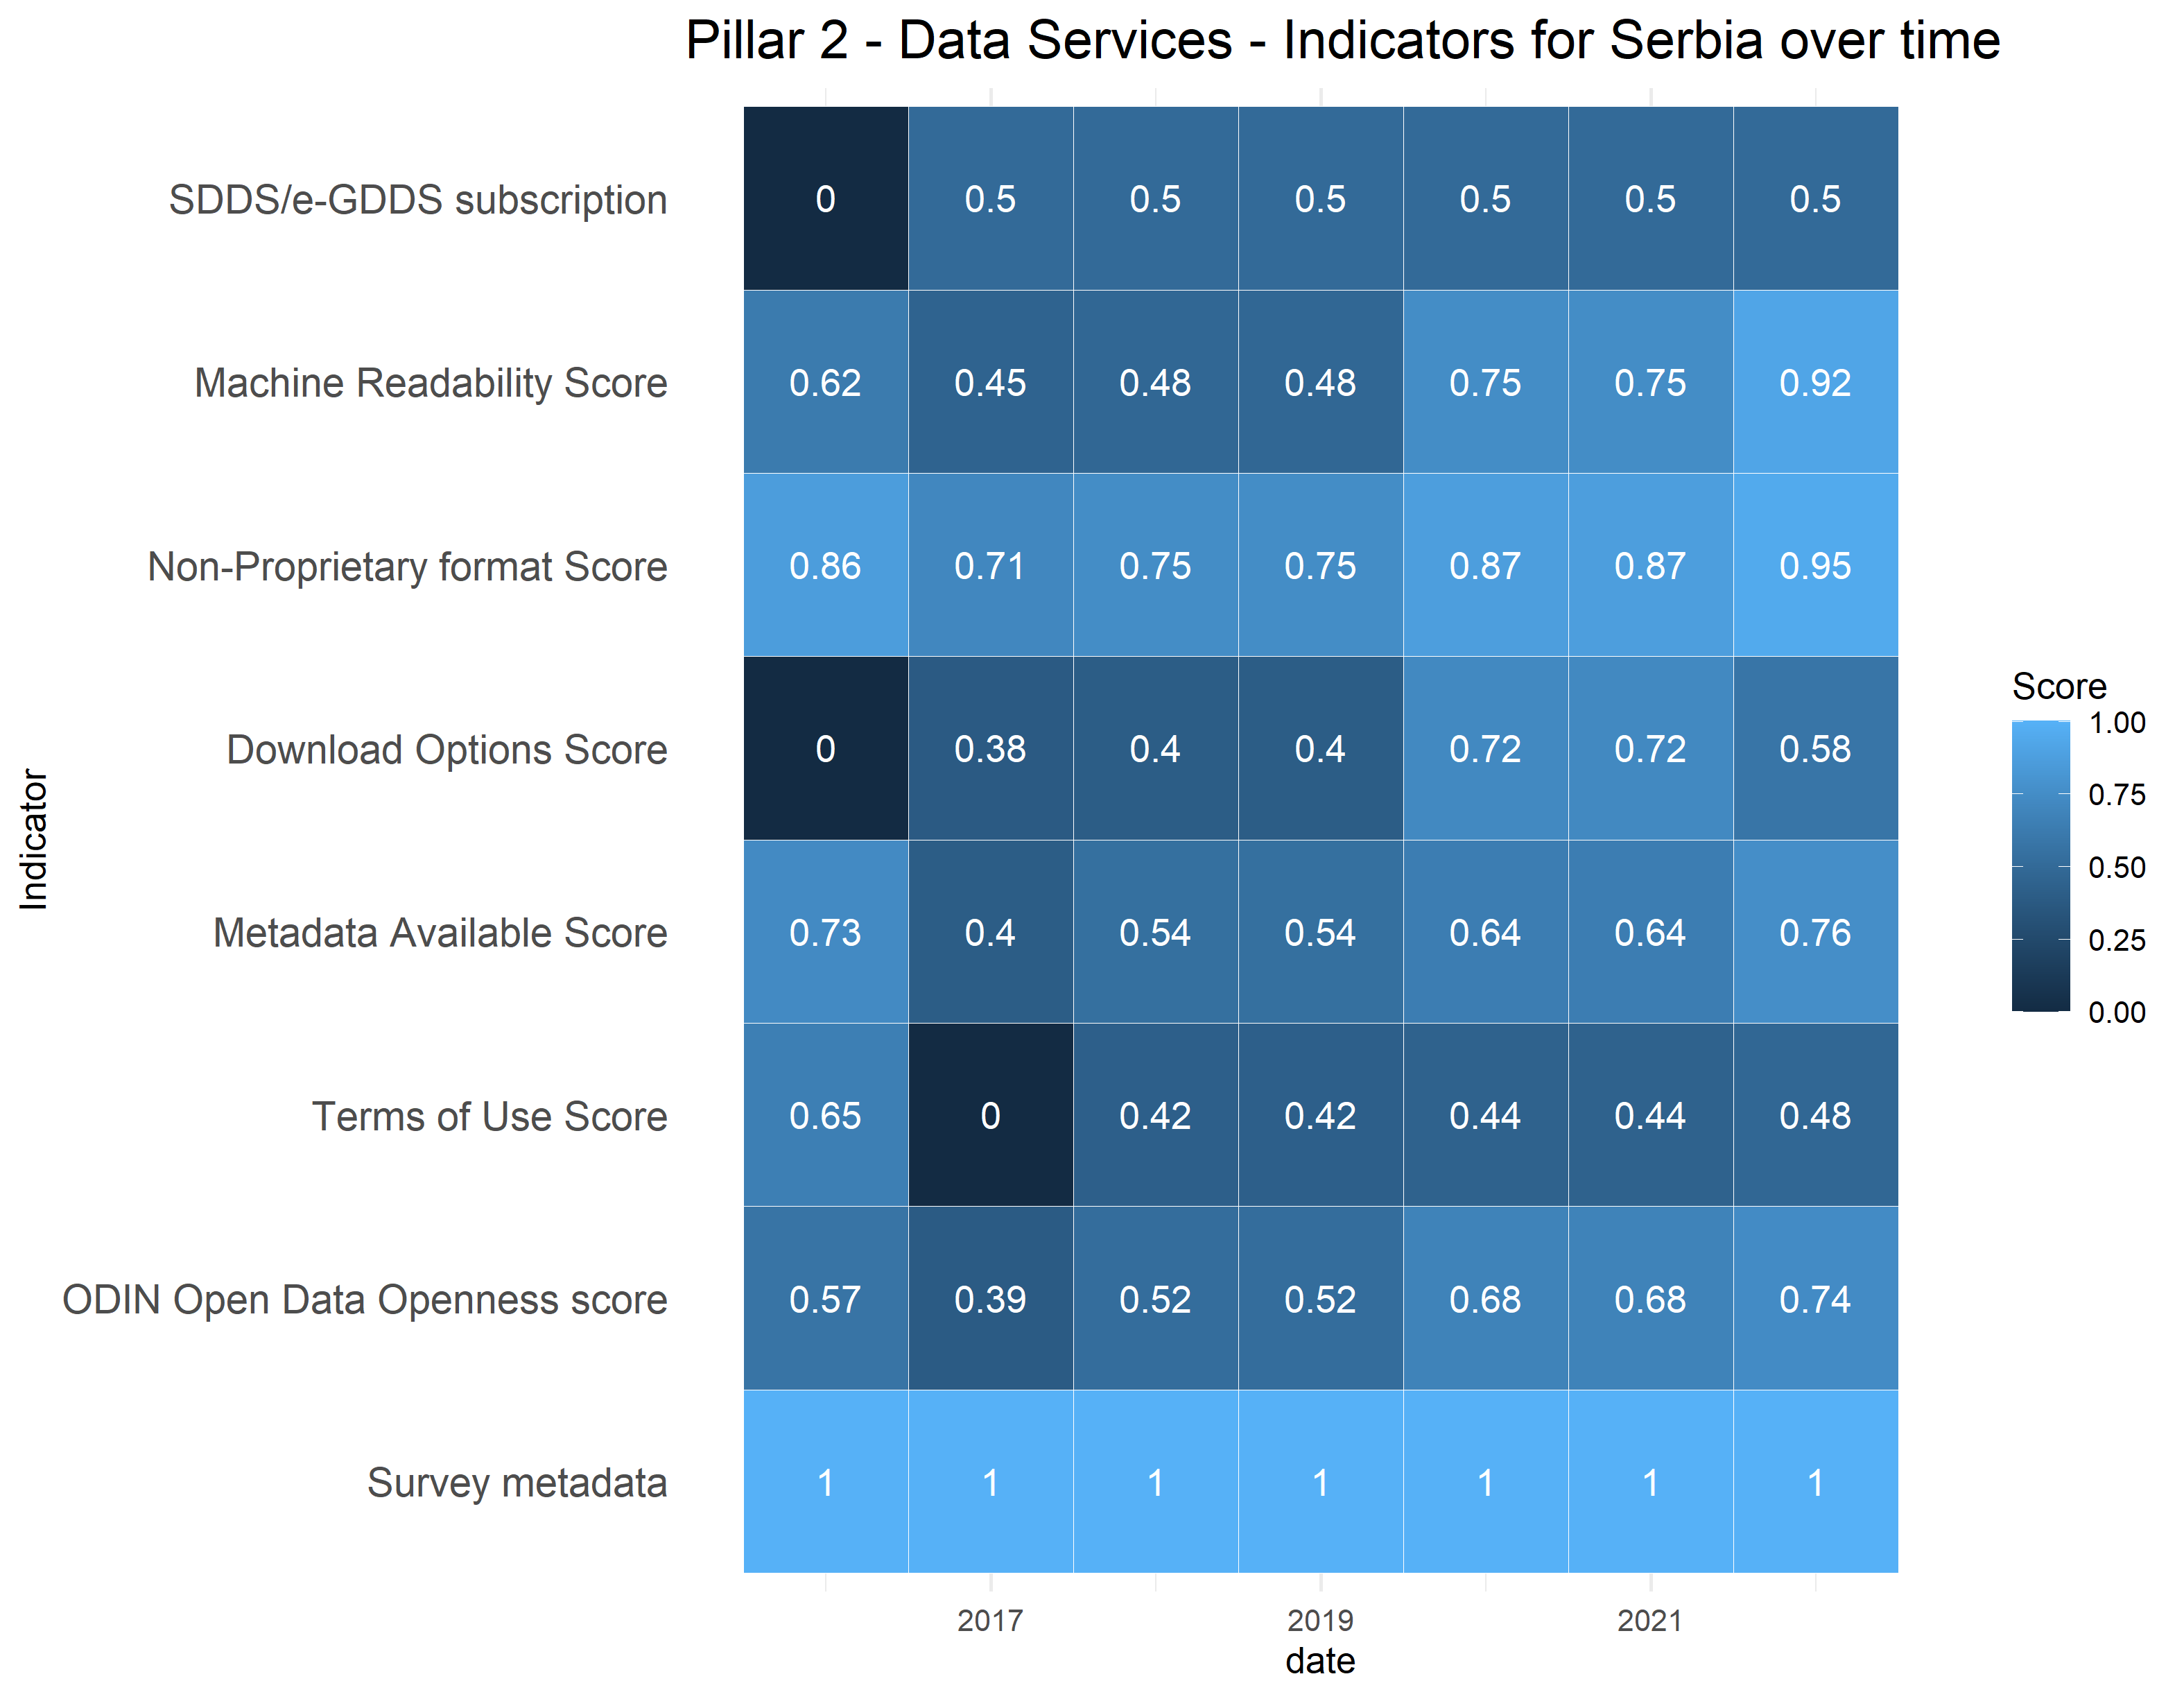 Pillar 2 - Data Services - Indicators for Serbia over time
SDDS/e-GDDS subscription 0 0.5 0.5 0.5 0.5 0.5 0.5
Machine Readability Score 0.62 0.45 0.48 0.48 0.75 0.75 0.92
Non-Proprietary format Score 0.86 0.71 0.75 0.75 0.87 0.87 0.95
Download Options Score 0 0.38 0.4 0.4 0.72 0.72 0.58
Metadata Available Score 0.73 0.4 0.54 0.54 0.64 0.64 0.76
Terms of Use Score 0.65 0 0.42 0.42 0.44 0.44 0.48
ODIN Open Data Openness score 0.57 0.39 0.52 0.52 0.68 0.68 0.74
Survey metadata 1 1 1 1 1 1 1
2017 2019 2021
date
Indicator
Score
1.00
0.75
0.50
0.25
0.00